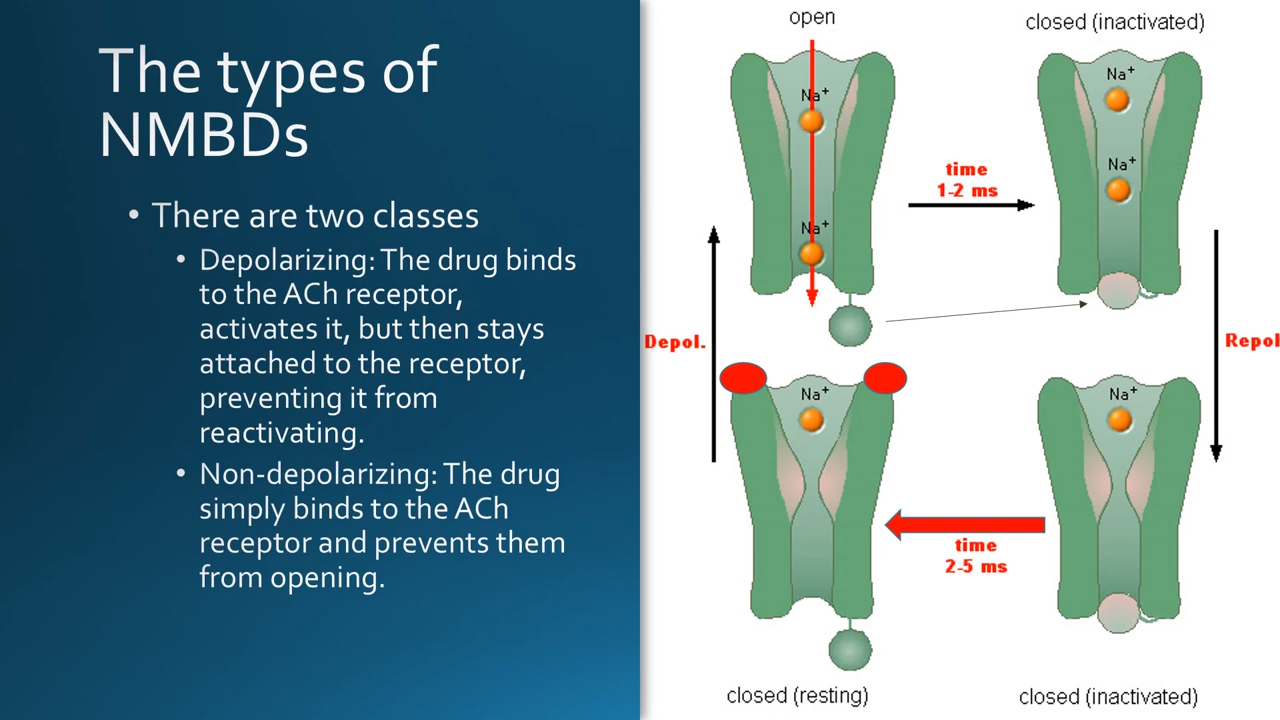 The types of
NMBDs
• There are two classes
• Depolarizing: The drug binds
to the ACh receptor,
activates it, but then stays
attached to the receptor,
preventing it from
reactivating.
• Non-depolarizing: The drug
simply binds to the ACh
receptor and prevents them
from opening.
open
closed (inactivated)
Na+
Na+
Na+
Na+
time
1-2 ms
Depol.
Repol
Na+
Na+
time
2-5 ms
closed (resting)
closed (inactivated)